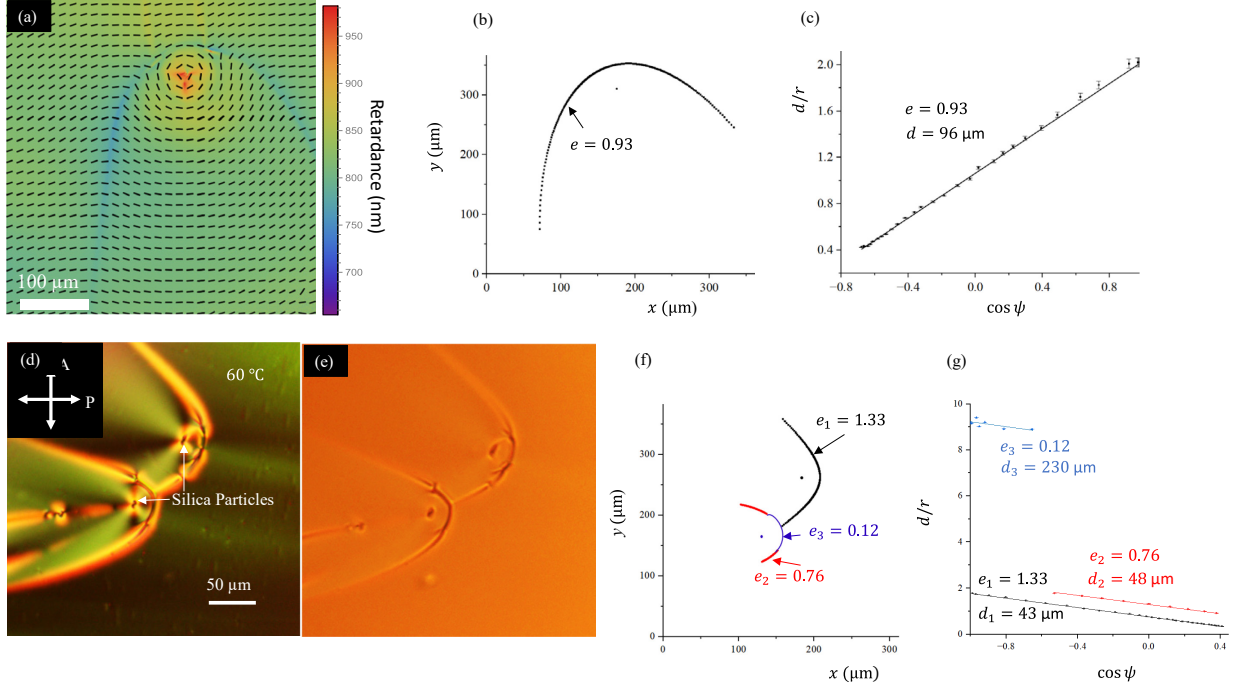 (a)
950
900
850
800
750
700
Retardance (nm)
100 µm
(b)
300
200
100
0
y (µm)
e = 0.93
0 100 200 300
x (µm)
(c)
2.0
1.6
1.2
0.8
0.4
d/r
e = 0.93
d = 96 µm
−0.8 −0.4 0.0 0.4 0.8
cos ψ
(d)
A
P
60 ℃
Silica Particles
50 µm
(e)
(f)
400
300
200
100
0
y (µm)
e₁ = 1.33
e₃ = 0.12
e₂ = 0.76
0 100 200 300
x (µm)
(g)
10
8
6
4
2
0
d/r
e₃ = 0.12
d₃ = 230 µm
e₂ = 0.76
d₂ = 48 µm
e₁ = 1.33
d₁ = 43 µm
−0.8 −0.4 0.0 0.4
cos ψ